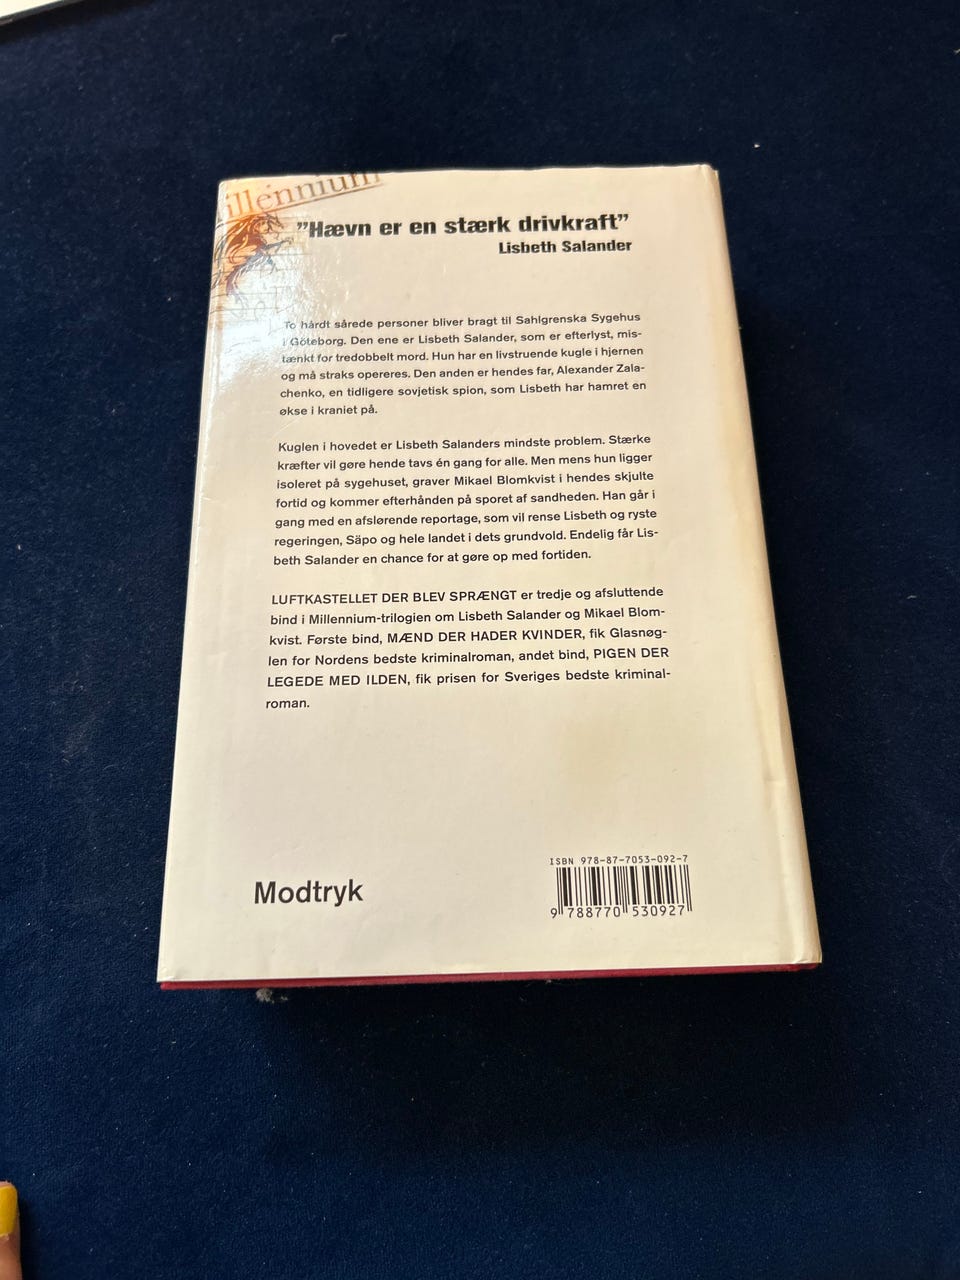 illennium
”Hævn er en stærk drivkraft”
Lisbeth Salander
To hårdt sårede personer bliver bragt til Sahlgrenska Sygehus
i Göteborg. Den ene er Lisbeth Salander, som er efterlyst, mis-
tænkt for tredobbelt mord. Hun har en livstruende kugle i hjernen
og må straks opereres. Den anden er hendes far, Alexander Zala-
chenko, en tidligere sovjetisk spion, som Lisbeth har hamret en
økse i kraniet på.
Kuglen i hovedet er Lisbeth Salanders mindste problem. Stærke
kræfter vil gøre hende tavs én gang for alle. Men mens hun ligger
isoleret på sygehuset, graver Mikael Blomkvist i hendes skjulte
fortid og kommer efterhånden på sporet af sandheden. Han går i
gang med en afslørende reportage, som vil rense Lisbeth og ryste
regeringen, Säpo og hele landet i dets grundvold. Endelig får Lis-
beth Salander en chance for at gøre op med fortiden.
LUFTKASTELLET DER BLEV SPRÆNGT er tredje og afsluttende
bind i Millennium-trilogien om Lisbeth Salander og Mikael Blom-
kvist. Første bind, MÆND DER HADER KVINDER, fik Glasnøg-
len for Nordens bedste kriminalroman, andet bind, PIGEN DER
LEGEDE MED ILDEN, fik prisen for Sveriges bedste kriminal-
roman.
ISBN 978-87-7053-092-7
Modtryk
9 788770 530927